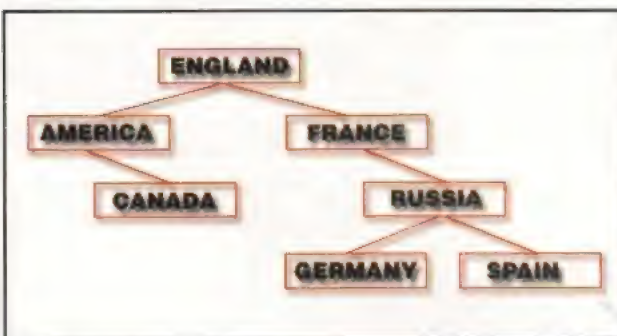 ENGLAND
AMERICA FRANCE
CANADA RUSSIA
GERMANY SPAIN